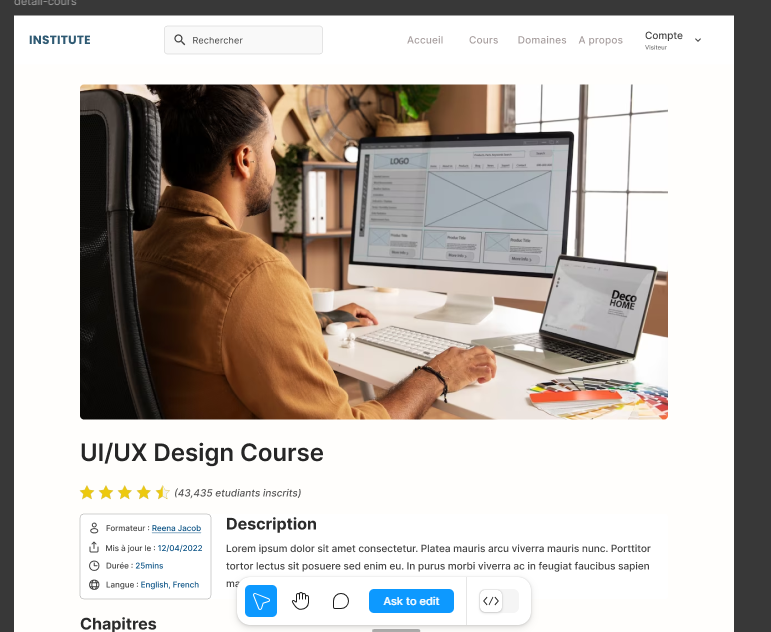 detail-cours
INSTITUTE
Rechercher
Accueil
Cours
Domaines
A propos
Compte
Visiteur
LOGO
Deco
HOME
UI/UX Design Course
(43,435 etudiants inscrits)
Formateur : Reena Jacob
Mis à jour le : 12/04/2022
Durée : 25mins
Langue : English, French
Description
Lorem ipsum dolor sit amet consectetur. Platea mauris arcu viverra mauris nunc. Porttitor
tortor lectus sit posuere sed enim eu. In purus morbi viverra ac in feugiat faucibus sapien
Ask to edit
</> 
Chapitres